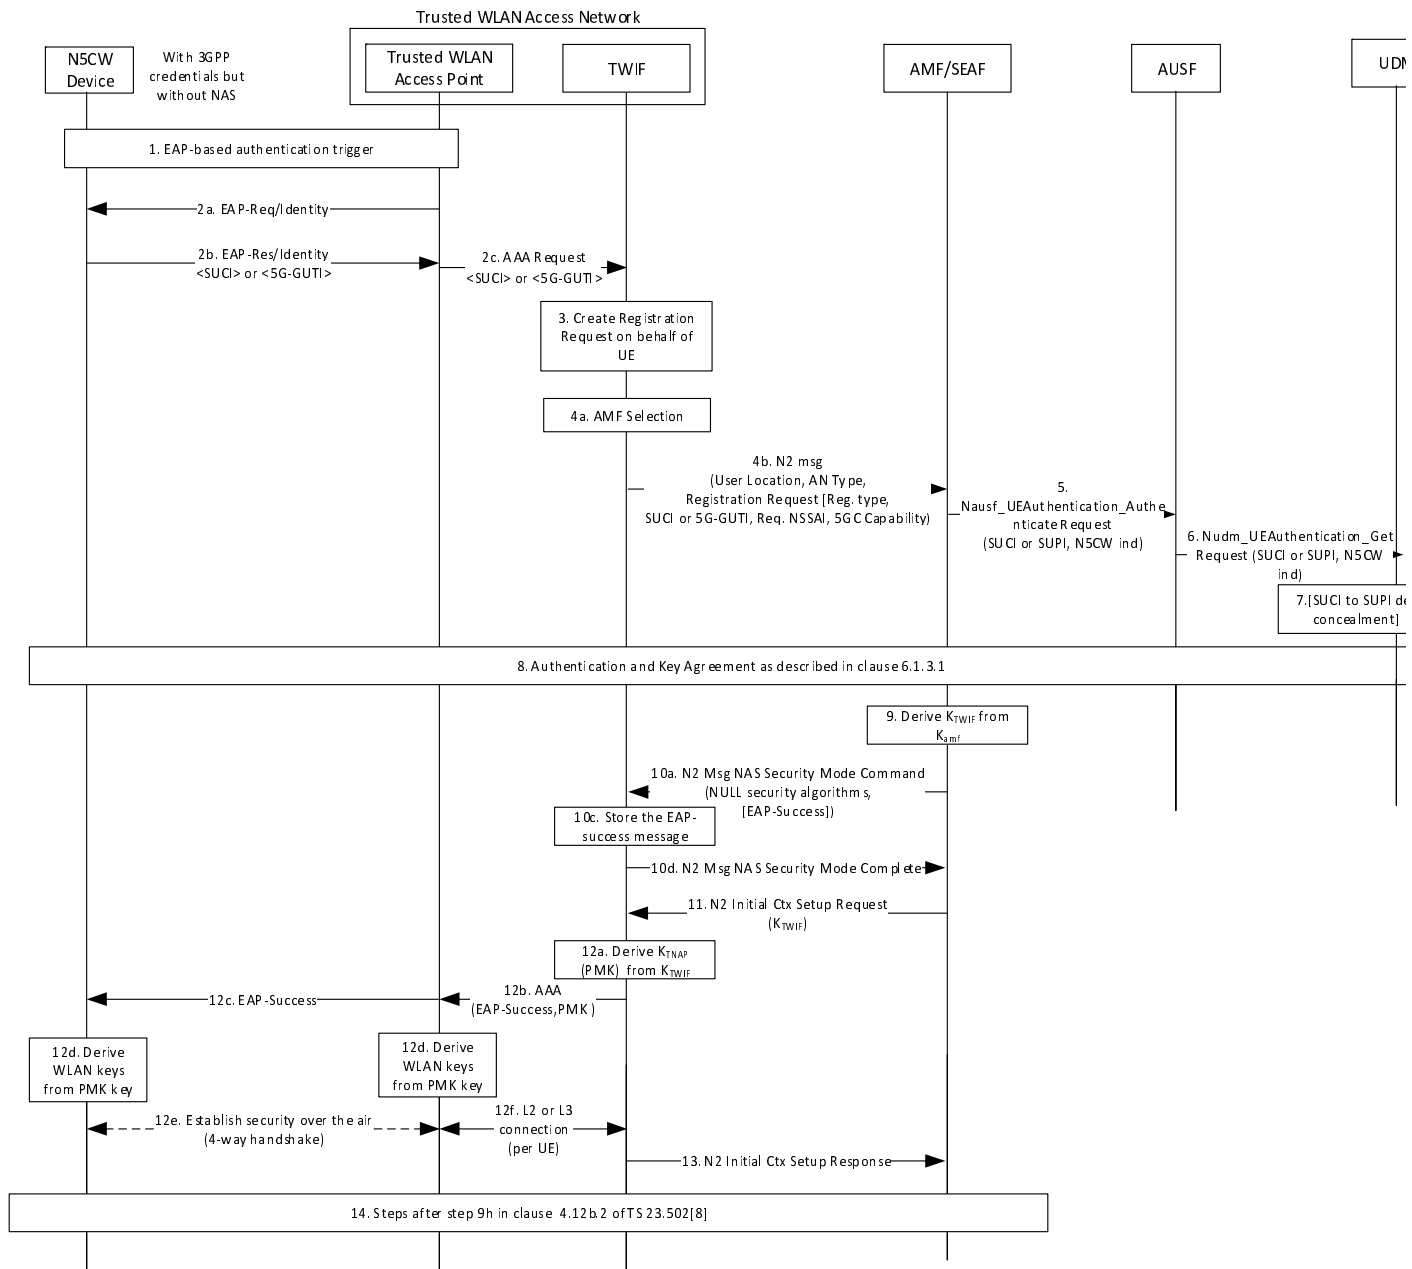 Trusted WLAN Access Network
N5CW
Device
With 3GPP
credentials but
without NAS
Trusted WLAN
Access Point
TWIF
AMF/SEAF
AUSF
1. EAP-based authentication trigger
2a. EAP-Req/Identity
2b. EAP-Res/Identity
<SUCI> or <5G-GUTI>
2c. AAA Request
<SUCI> or <5G-GUTI>
3. Create Registration
Request on behalf of
UE
4a. AMF Selection
4b. N2 msg
(User Location, AN Type,
Registration Request [Reg. type,
SUCI or 5G-GUTI, Req. NSSAI, 5GC Capability)
5.
Nausf_UEAuthentication_Authe
nticate Request
(SUCI or SUPI, N5CW ind)
6. Nudm_UEAuthentication_Get
Request (SUCI or SUPI, N5CW
ind)
7.[SUCI to SUPI de
concealment]
8. Authentication and Key Agreement as described in clause 6.1.3.1
9. Derive KTWIF from
Kamf
10a. N2 Msg NAS Security Mode Command
(NULL security algorithms,
[EAP-Success])
10c. Store the EAP-
success message
10d. N2 Msg NAS Security Mode Complete
11. N2 Initial Ctx Setup Request
(KTWIF)
12a. Derive KTNAP
(PMK) from KTWIF
12b. AAA
(EAP-Success,PMK )
12c. EAP-Success
12d. Derive
WLAN keys
from PMK key
12d. Derive
WLAN keys
from PMK key
12e. Establish security over the air
(4-way handshake)
12f. L2 or L3
connection
(per UE)
13. N2 Initial Ctx Setup Response
14. Steps after step 9h in clause 4.12b.2 of TS 23.502[8]